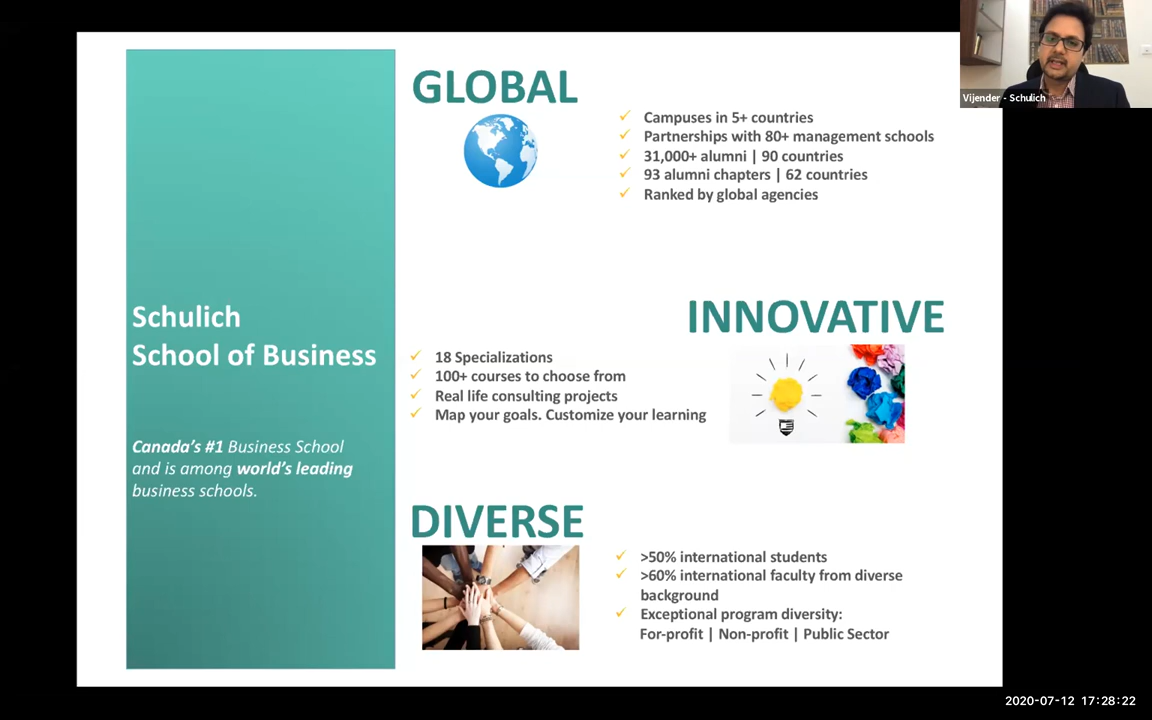 Vijender - Schulich
GLOBAL
Campuses in 5+ countries
Partnerships with 80+ management schools
31,000+ alumni | 90 countries
93 alumni chapters | 62 countries
Ranked by global agencies
Schulich
School of Business
Canada's #1 Business School
and is among world's leading
business schools.
INNOVATIVE
18 Specializations
100+ courses to choose from
Real life consulting projects
Map your goals. Customize your learning
DIVERSE
>50% international students
>60% international faculty from diverse
background
Exceptional program diversity:
For-profit | Non-profit | Public Sector
2020-07-12 17:28:22